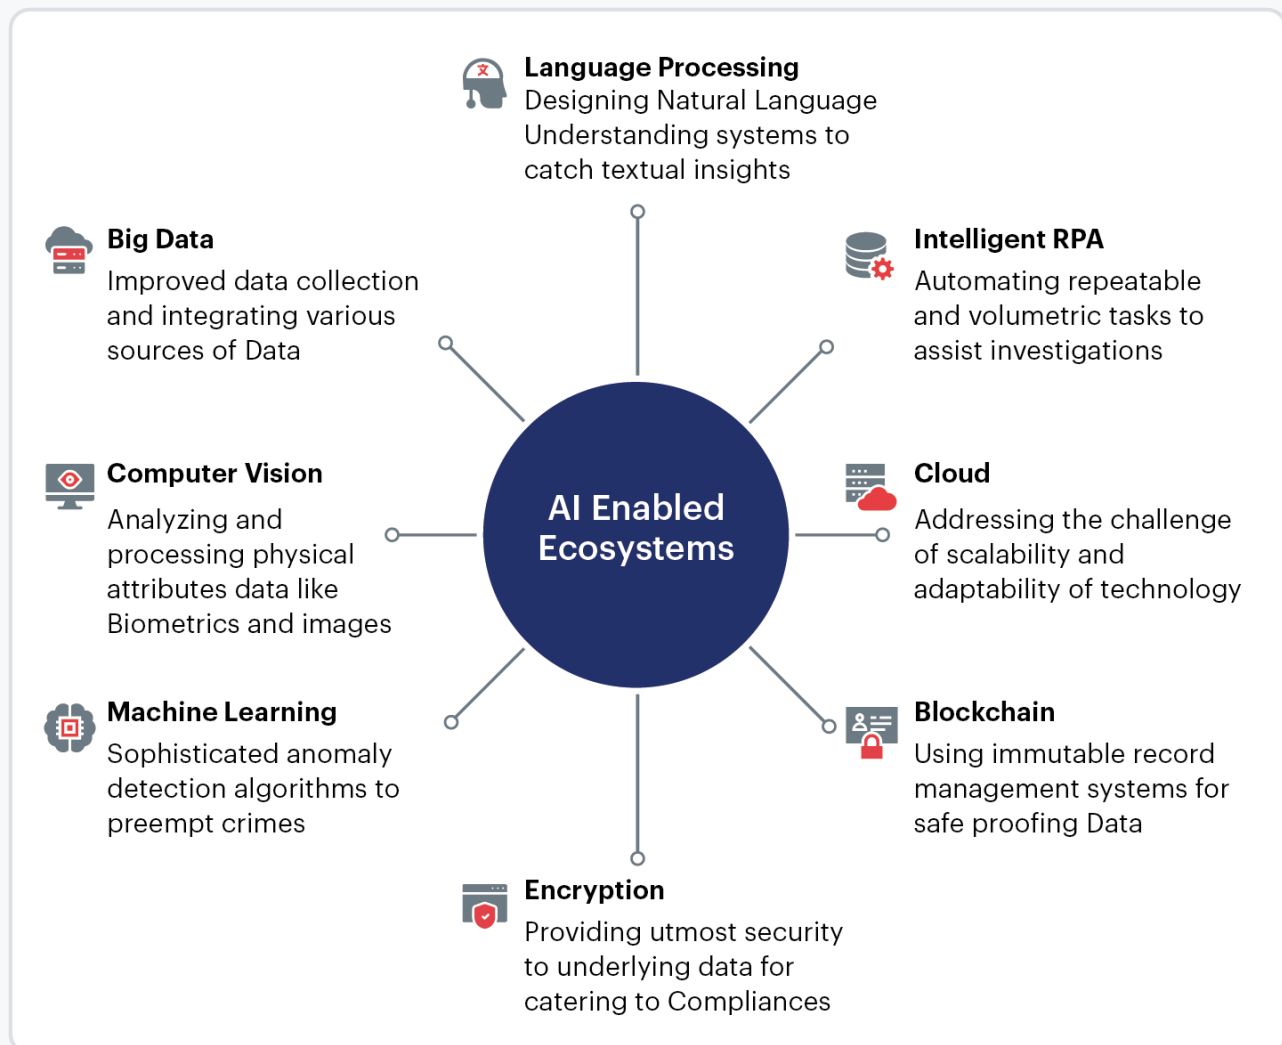 Language Processing
Designing Natural Language
Understanding systems to
catch textual insights
Big Data
Improved data collection
and integrating various
sources of Data
Intelligent RPA
Automating repeatable
and volumetric tasks to
assist investigations
Computer Vision
Analyzing and
processing physical
attributes data like
Biometrics and images
AI Enabled
Ecosystems
Cloud
Addressing the challenge
of scalability and
adaptability of technology
Machine Learning
Sophisticated anomaly
detection algorithms to
preempt crimes
Blockchain
Using immutable record
management systems for
safe proofing Data
Encryption
Providing utmost security
to underlying data for
catering to Compliances